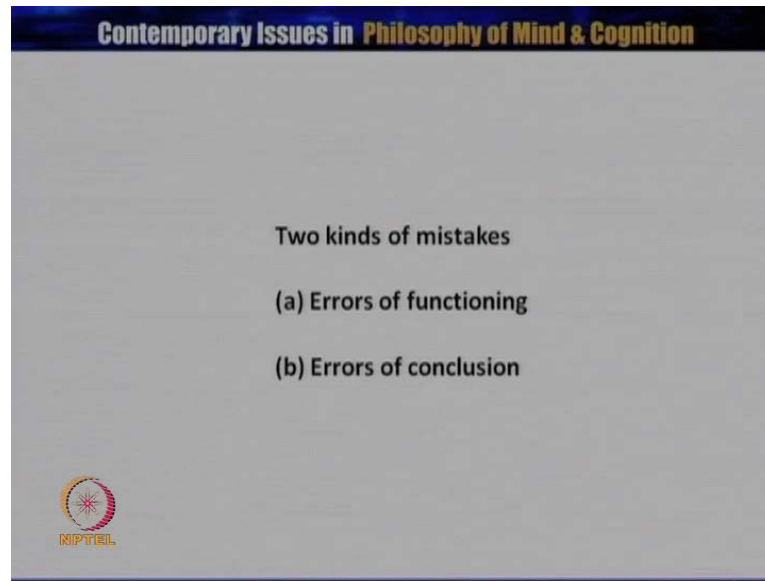 Contemporary Issues in Philosophy of Mind & Cognition
Two kinds of mistakes
(a) Errors of functioning
(b) Errors of conclusion
NPTEL